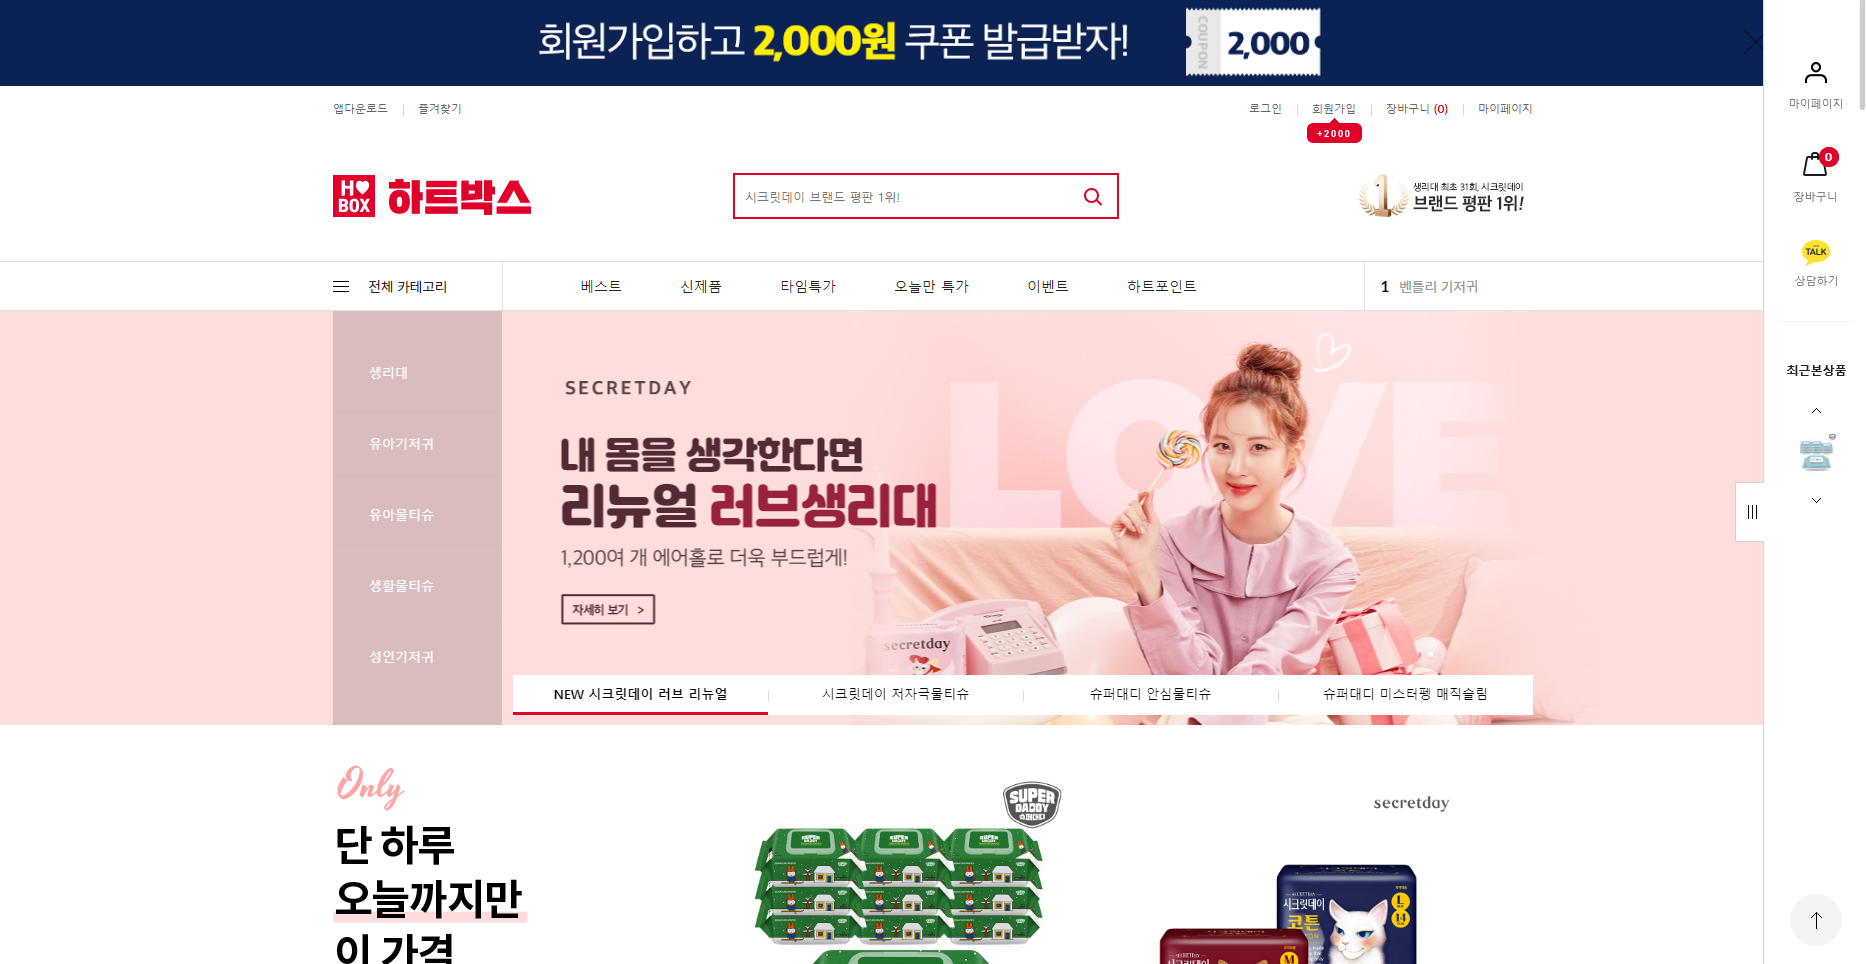 회원가입하고 2,000원 쿠폰 발급받자!
COUPON
2,000
앱다운로드
즐겨찾기
로그인
회원가입
장바구니 (0)
마이페이지
+2000
H BOX
하트박스
시크릿데이 브랜드 평판 1위!
1
생리대 최초 31회, 시크릿데이
브랜드 평판 1위!
마이페이지
0
장바구니
TALK
상담하기
전체 카테고리
베스트
신제품
타임특가
오늘만 특가
이벤트
하트포인트
1 벤틀리 기저귀
생리대
유아기저귀
유아물티슈
생활물티슈
성인기저귀
SECRETDAY
내 몸을 생각한다면
리뉴얼 러브생리대
1,200여 개 에어홀로 더욱 부드럽게!
자세히 보기 >
LOVE
secretday
최근본상품
NEW 시크릿데이 러브 리뉴얼
시크릿데이 저자극물티슈
슈퍼대디 안심물티슈
슈퍼대디 미스터펭 매직슬림
Only
단 하루
오늘까지만
이 가격
SUPER
DADDY
슈퍼대디
secretday
SECRETDAY
시크릿데이
코튼
L
14
M